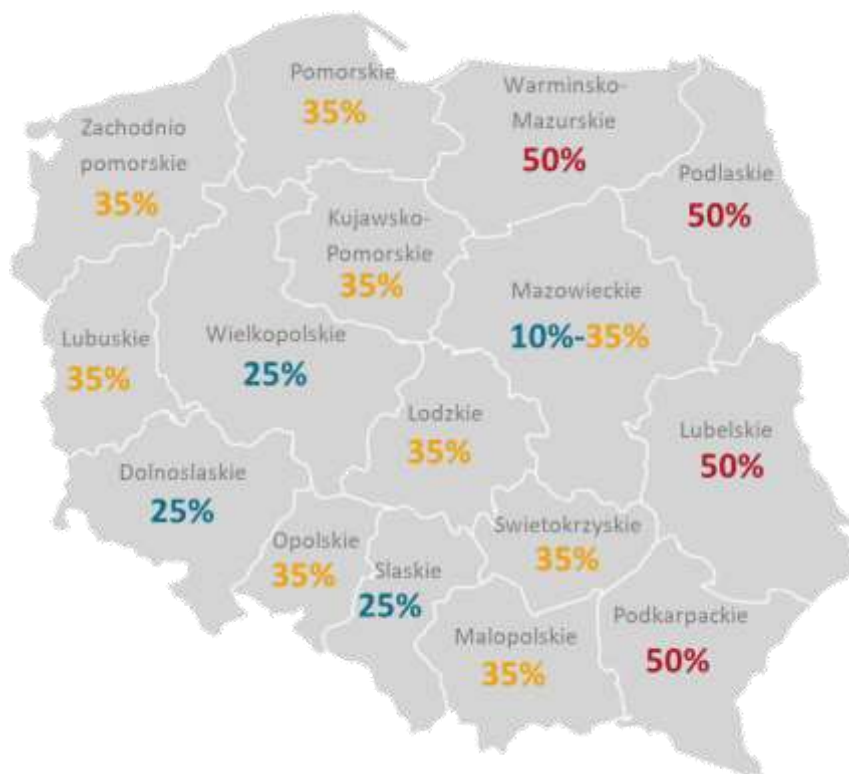 Pomorskie
35%
Warminsko-
Mazurskie
50%
Zachodnio
pomorskie
35%
Podlaskie
50%
Kujawsko-
Pomorskie
35%
Mazowieckie
10%-35%
Lubuskie
35%
Wielkopolskie
25%
Lodzkie
35%
Lubelskie
50%
Dolnoslaskie
25%
Opolskie
35%
Slaskie
25%
Swietokrzyskie
35%
Malopolskie
35%
Podkarpackie
50%